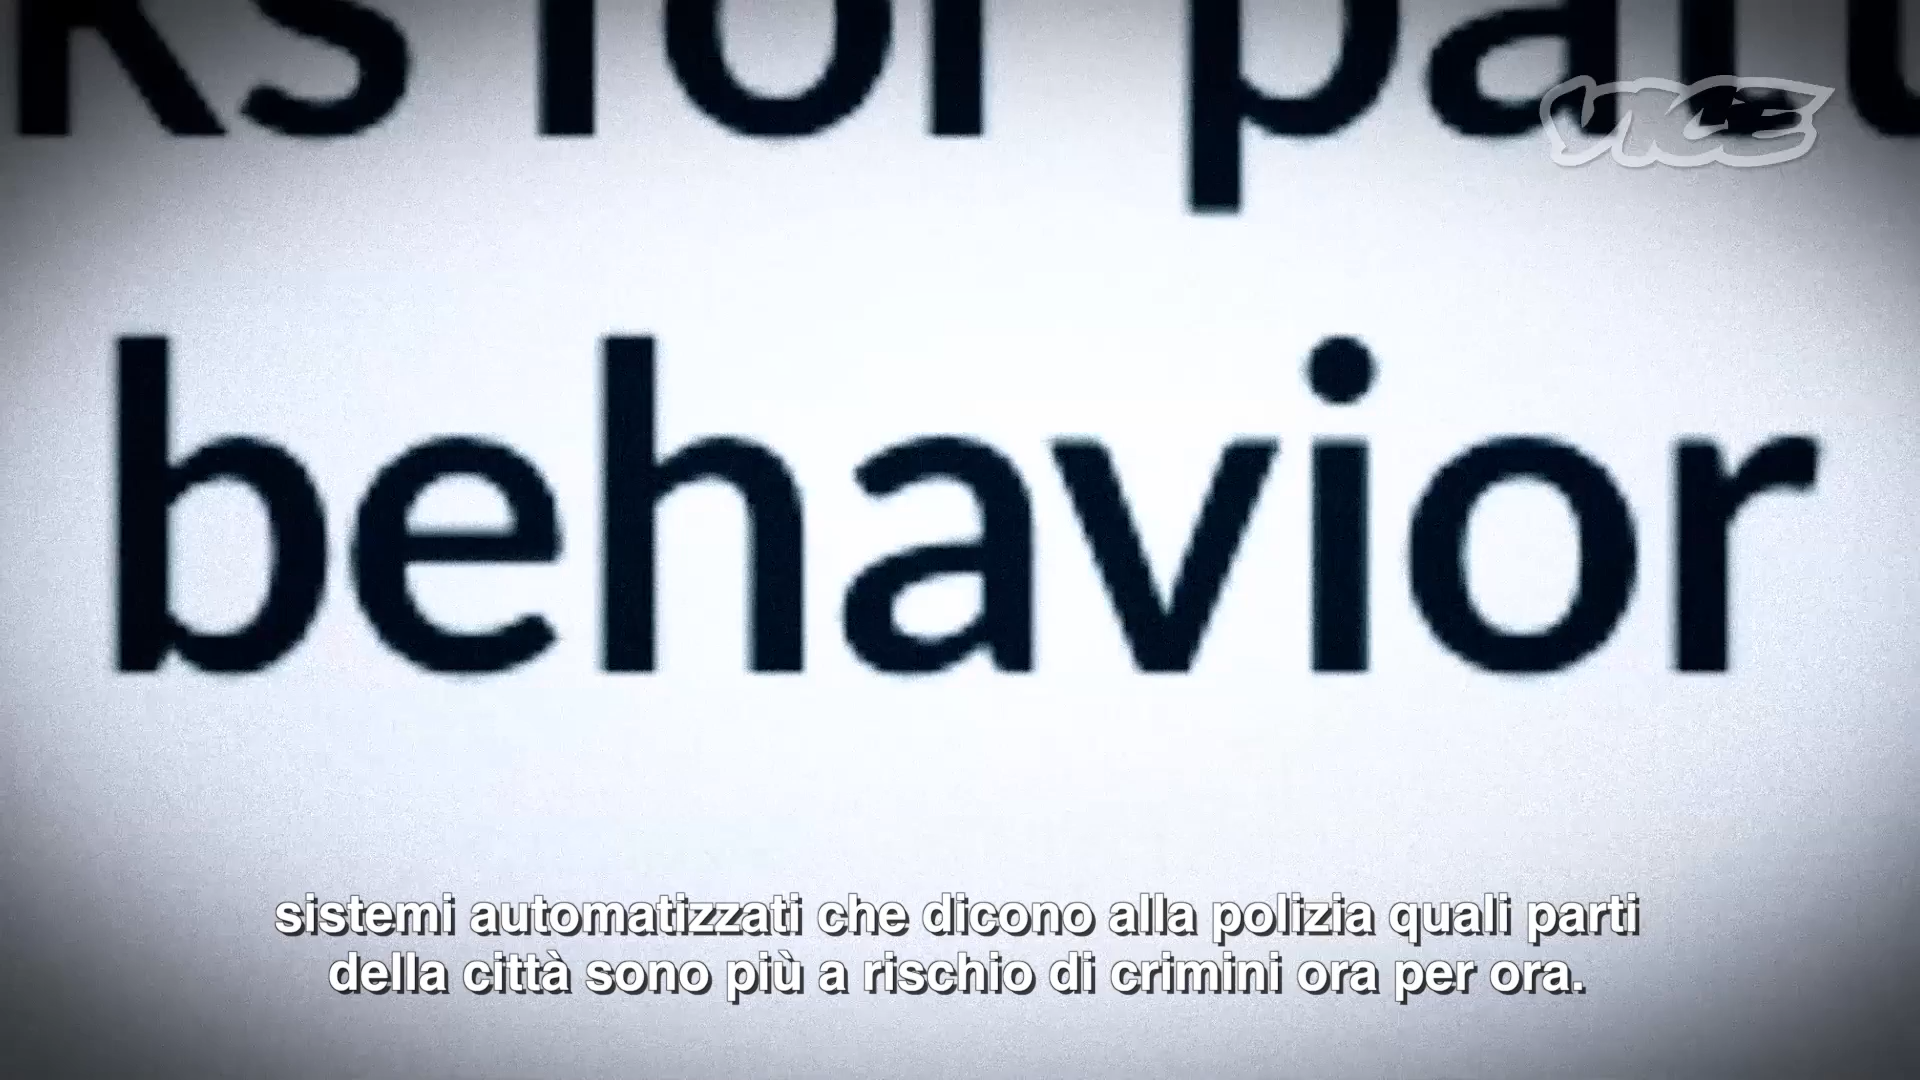 for
VICE
behavior
sistemi automatizzati che dicono alla polizia quali parti
della città sono più a rischio di crimini ora per ora.